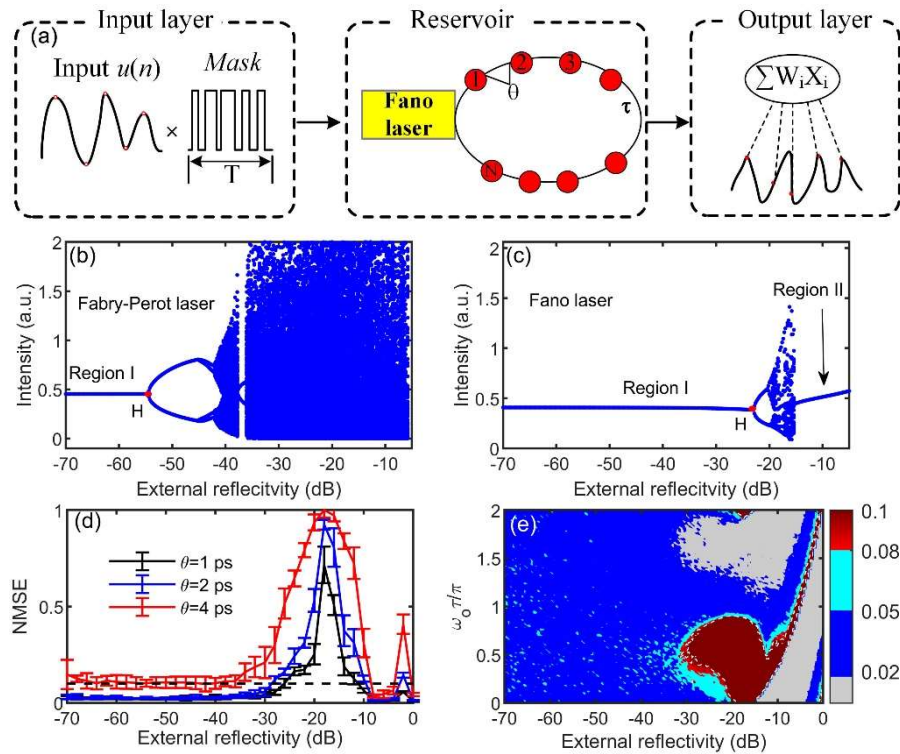 Input layer
Reservoir
Output layer
(a)
Input u(n)
Mask
×
T
Fano
laser
1
2
3
θ
τ
N
∑WᵢXᵢ
(b)
Fabry-Perot laser
Region I
H
Intensity (a.u.)
2
1.5
1
0.5
0
-70 -60 -50 -40 -30 -20 -10
External reflecitvity (dB)
(c)
Fano laser
Region II
Region I
H
Intensity (a.u.)
2
1.5
1
0.5
0
-70 -60 -50 -40 -30 -20 -10
External reflecitvity (dB)
(d)
θ=1 ps
θ=2 ps
θ=4 ps
NMSE
1
0.5
0
-70 -60 -50 -40 -30 -20 -10 0
External reflectivity (dB)
(e)
ω₀τ/π
2
1.5
1
0.5
0
-70 -60 -50 -40 -30 -20 -10 0
External reflectivity (dB)
0.1
0.08
0.05
0.02